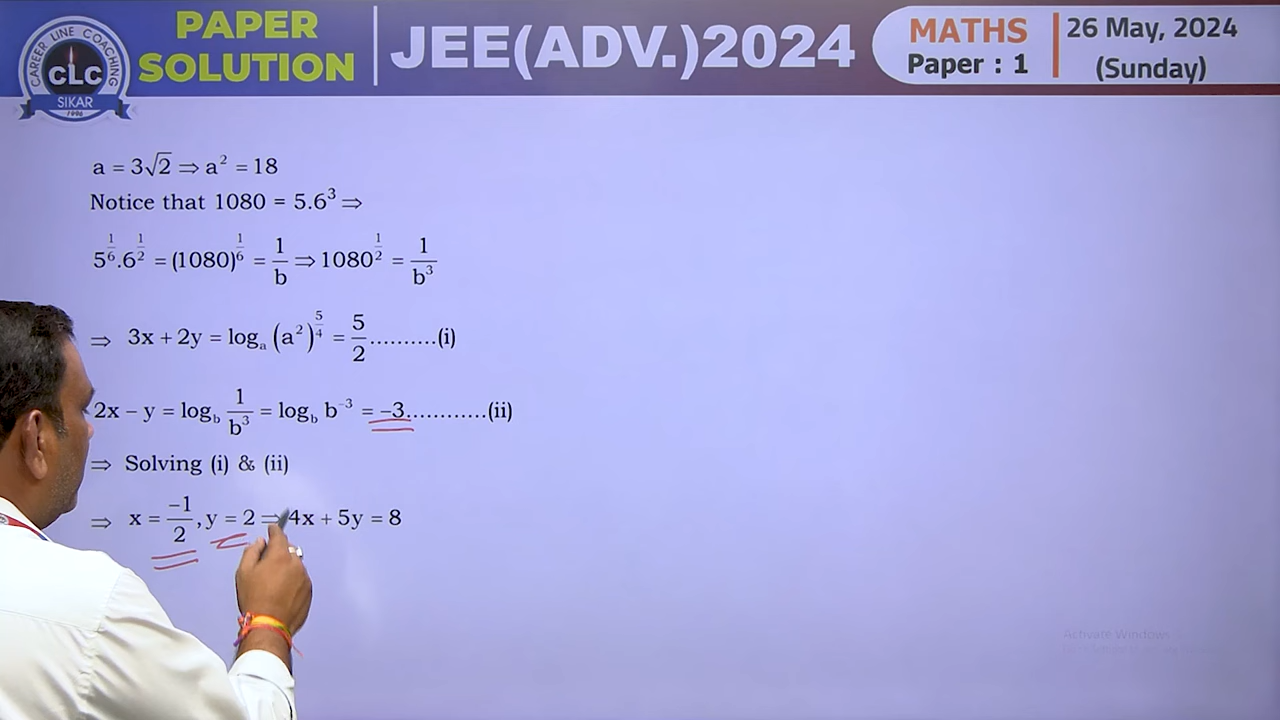 CAREER LINE COACHING
CLC
SIKAR
1996
PAPER
SOLUTION
JEE(ADV.)2024
MATHS
Paper : 1
26 May, 2024
(Sunday)
a = 3√2 ⇒ a² = 18
Notice that 1080 = 5.6³ ⇒
5^(1/6).6^(1/2) = (1080)^(1/6) = 1/b ⇒ 1080^(1/2) = 1/b³
⇒ 3x + 2y = logₐ (a²)^(5/4) = 5/2..........(i)
2x – y = log_b 1/b³ = log_b b⁻³ = –3............(ii)
⇒ Solving (i) & (ii)
⇒ x = –1/2, y = 2 ⇒ 4x + 5y = 8
Activate Windows